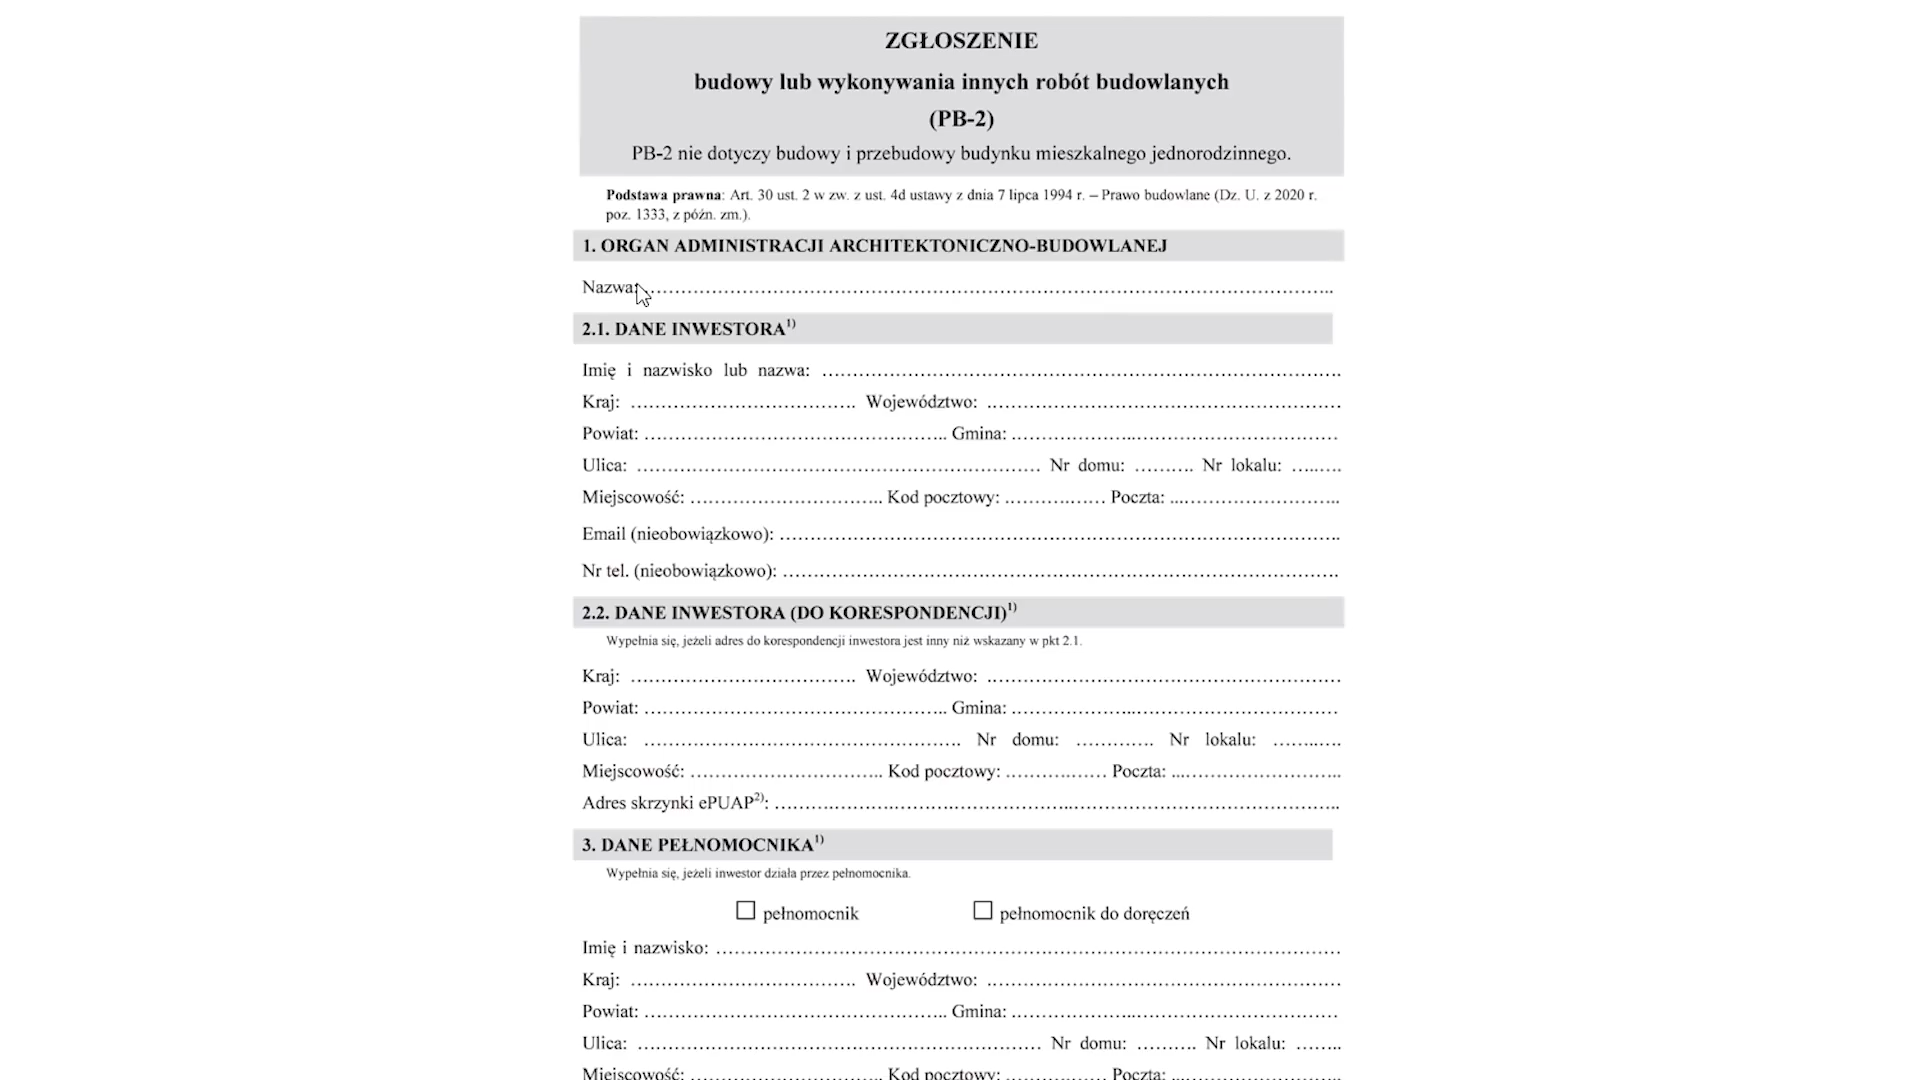 ZGŁOSZENIE
budowy lub wykonywania innych robót budowlanych
(PB-2)
PB-2 nie dotyczy budowy i przebudowy budynku mieszkalnego jednorodzinnego.
Podstawa prawna: Art. 30 ust. 2 w zw. z ust. 4d ustawy z dnia 7 lipca 1994 r. – Prawo budowlane (Dz. U. z 2020 r.
poz. 1333, z późn. zm.).
1. ORGAN ADMINISTRACJI ARCHITEKTONICZNO-BUDOWLANEJ
Nazwa: ……………………………………………………………………………………………..
2.1. DANE INWESTORA1)
Imię i nazwisko lub nazwa: ………………………………………………………………………….
Kraj: ………………………………. Województwo: ………………………………………………
Powiat: ………………………………………….. Gmina: ………………………………………
Ulica: ………………………………………………………… Nr domu: ………. Nr lokalu: ……….
Miejscowość: ………………………….. Kod pocztowy: …………….. Poczta: ……………………..
Email (nieobowiązkowo): ………………………………………………………………………………..
Nr tel. (nieobowiązkowo): ……………………………………………………………………………….
2.2. DANE INWESTORA (DO KORESPONDENCJI)1)
Wypełnia się, jeżeli adres do korespondencji inwestora jest inny niż wskazany w pkt 2.1.
Kraj: ………………………………. Województwo: ………………………………………………
Powiat: ………………………………………….. Gmina: ………………………………………
Ulica: ……………………………………………. Nr domu: …………. Nr lokalu: ……….
Miejscowość: ………………………….. Kod pocztowy: …………….. Poczta: ……………………..
Adres skrzynki ePUAP2): ………………………………………………………………………………..
3. DANE PEŁNOMOCNIKA1)
Wypełnia się, jeżeli inwestor działa przez pełnomocnika.
☐ pełnomocnik ☐ pełnomocnik do doręczeń
Imię i nazwisko: …………………………………………………………………………………………
Kraj: ………………………………. Województwo: ………………………………………………
Powiat: ………………………………………….. Gmina: ………………………………………
Ulica: ………………………………………………………… Nr domu: ………. Nr lokalu: ……..
Miejscowość: ………………………….. Kod pocztowy: …………….. Poczta: ……………………..